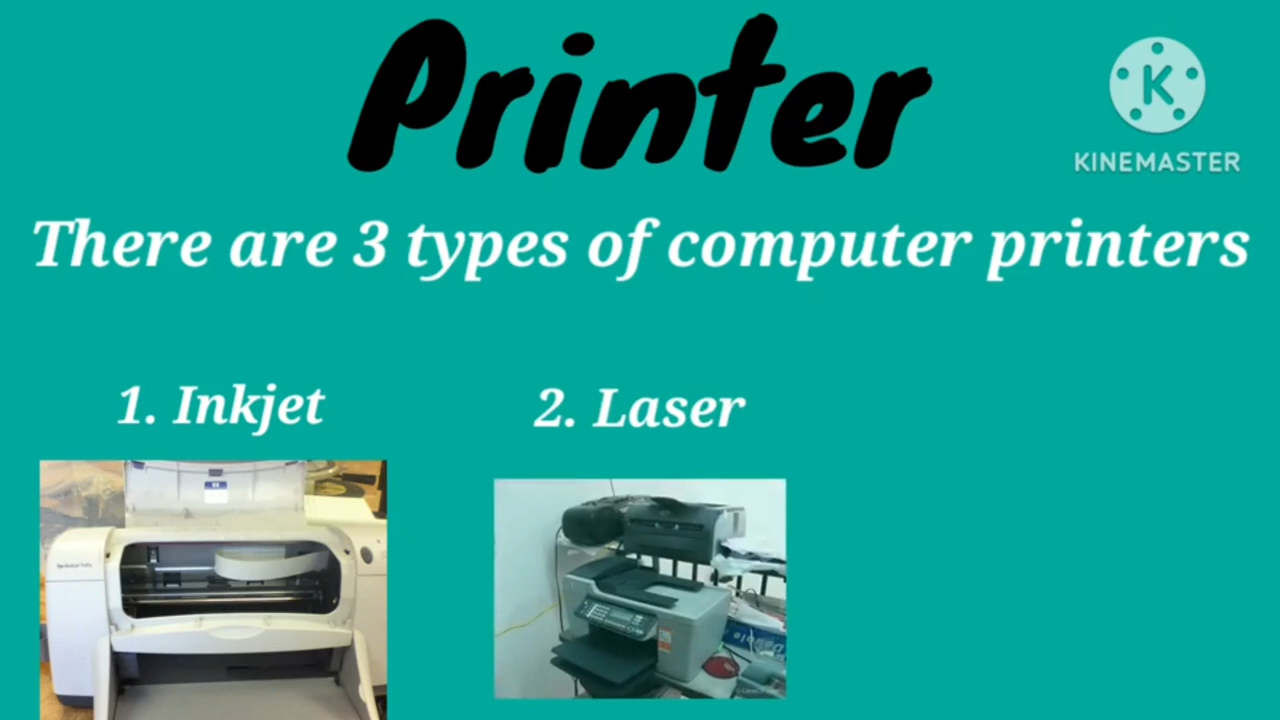 Printer
KINEMASTER
There are 3 types of computer printers
1. Inkjet
2. Laser